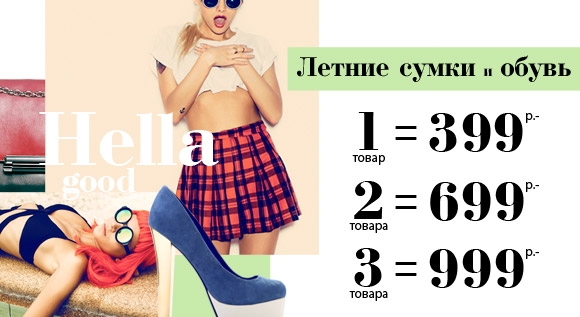 Hella
good
Летние сумки и обувь
1 = 399 р.-
товар
2 = 699 р.-
товара
3 = 999 р.-
товара